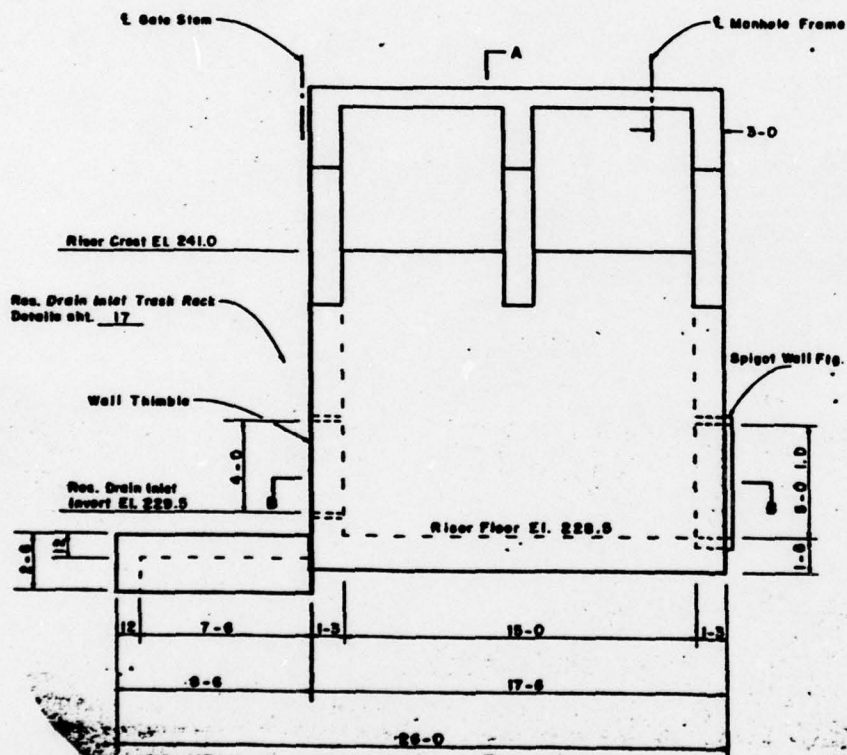 ℄ Gate Stem
℄ Manhole Frame
A
3-0
Riser Crest El. 241.0
Res. Drain Inlet Trash Rack
Details sht. 17
Spigot Wall Ftg.
Wall Thimble
4-0
B
Res. Drain Inlet
Invert El. 229.5
Riser Floor El. 228.5
B
5-0 I.D
1-6
2-6
12
12
7-6
1-3
15-0
1-3
8-6
17-6
26-0